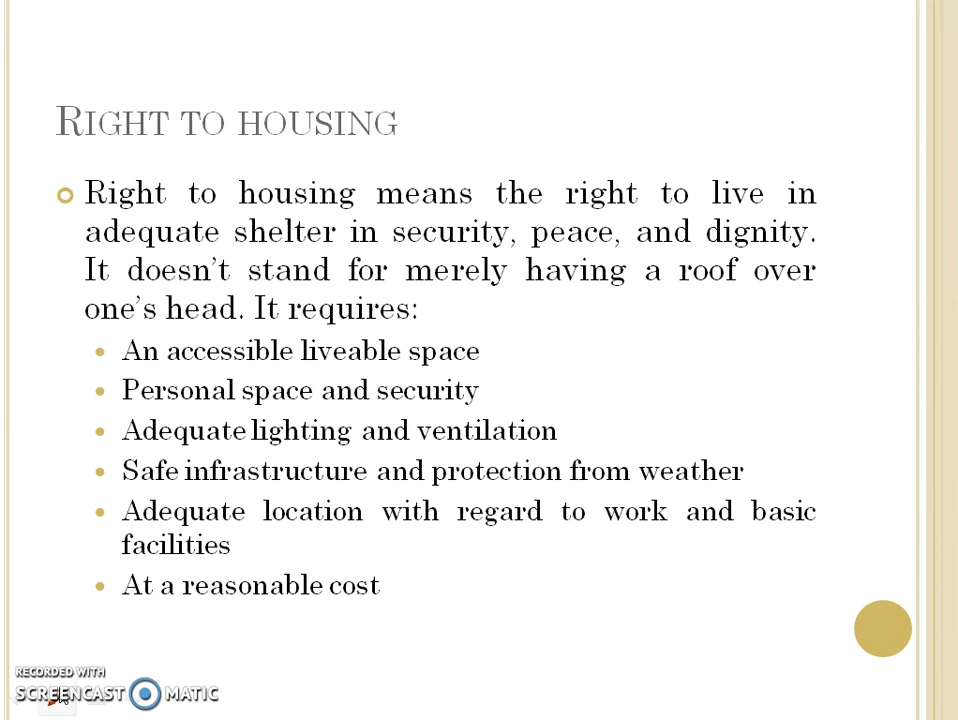 RIGHT TO HOUSING
Right to housing means the right to live in
adequate shelter in security, peace, and dignity.
It doesn't stand for merely having a roof over
one's head. It requires:
An accessible liveable space
Personal space and security
Adequate lighting and ventilation
Safe infrastructure and protection from weather
Adequate location with regard to work and basic
facilities
At a reasonable cost
RECORDED WITH
SCREENCAST MATIC